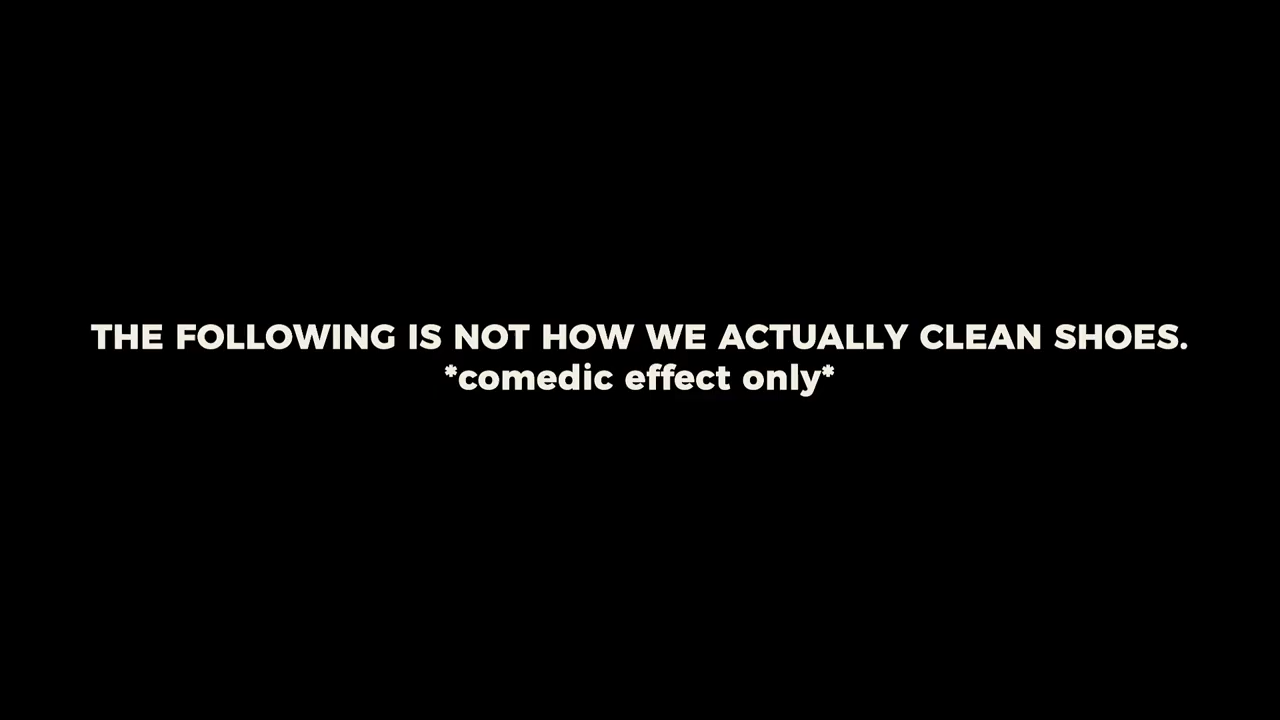 THE FOLLOWING IS NOT HOW WE ACTUALLY CLEAN SHOES.
*comedic effect only*